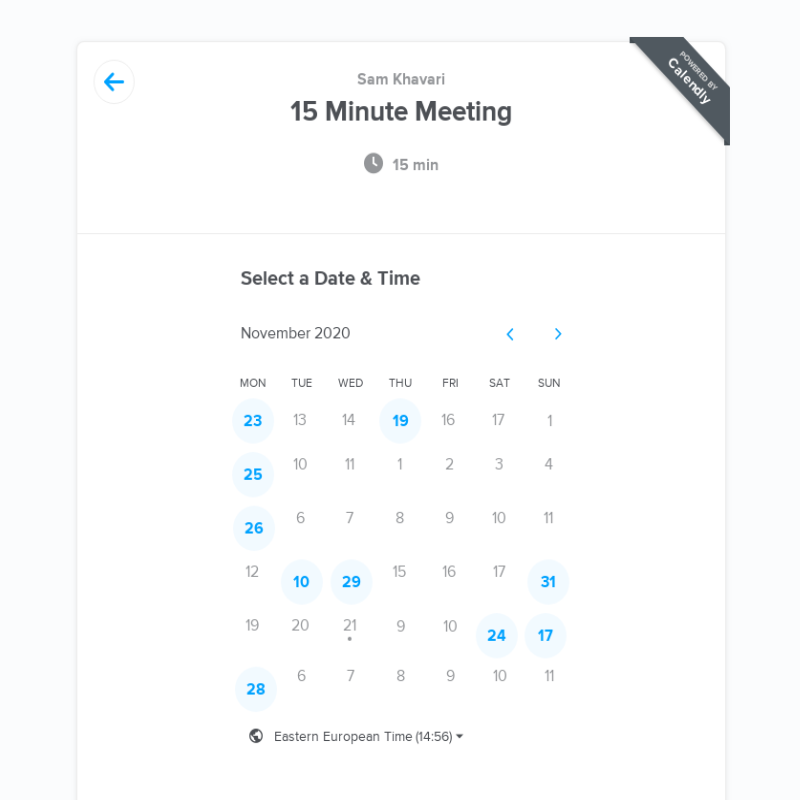 POWERED BY
Calendly
Sam Khavari
15 Minute Meeting
15 min
Select a Date & Time
November 2020
MON TUE WED THU FRI SAT SUN
23 13 14 19 16 17 1
25 10 11 1 2 3 4
26 6 7 8 9 10 11
12 10 29 15 16 17 31
19 20 21 9 10 24 17
28 6 7 8 9 10 11
Eastern European Time (14:56)